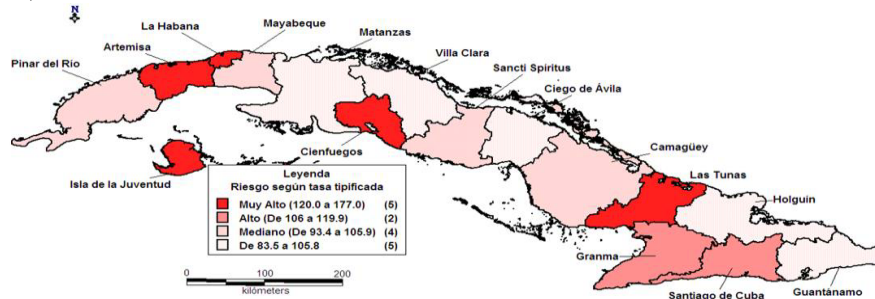 N
La Habana
Mayabeque
Artemisa
Matanzas
Pinar del Río
Villa Clara
Sancti Spíritus
Ciego de Ávila
Cienfuegos
Camagüey
Isla de la Juventud
Las Tunas
Holguín
Leyenda
Riesgo según tasa tipificada
Muy Alto (120.0 a 177.0) (5)
Alto (De 106 a 119.9) (2)
Mediano (De 93.4 a 105.9) (4)
De 83.5 a 105.8 (5)
Granma
0 100 200
kilómeters
Santiago de Cuba
Guantánamo